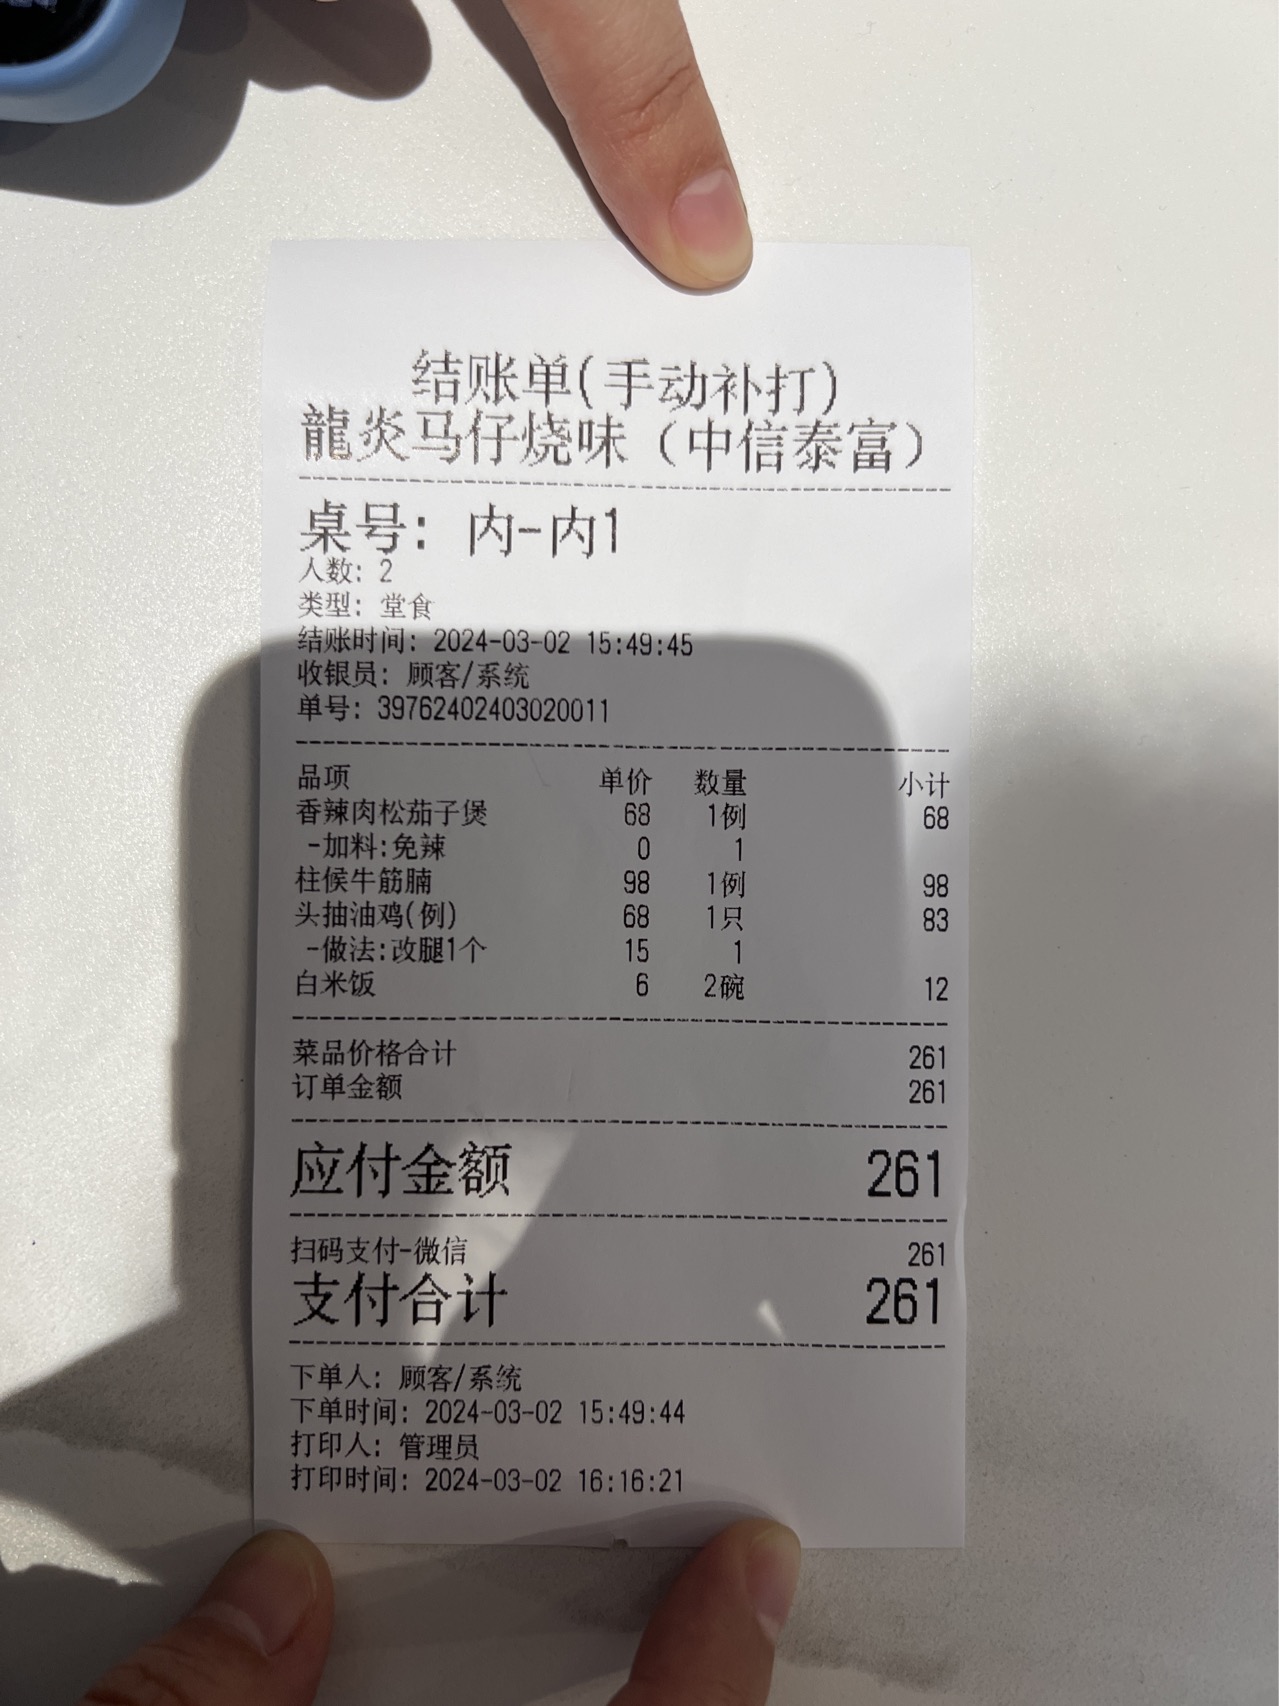 结账单(手动补打)
龍炎马仔烧味（中信泰富）
桌号: 内-内1
人数: 2
类型: 堂食
结账时间: 2024-03-02 15:49:45
收银员: 顾客/系统
单号: 39762402403020011
品项 单价 数量 小计
香辣肉松茄子煲 68 1例 68
-加料:免辣 0 1
柱候牛筋腩 98 1例 98
头抽油鸡(例) 68 1只 83
-做法:改腿1个 15 1
白米饭 6 2碗 12
菜品价格合计 261
订单金额 261
应付金额 261
扫码支付-微信 261
支付合计 261
下单人: 顾客/系统
下单时间: 2024-03-02 15:49:44
打印人: 管理员
打印时间: 2024-03-02 16:16:21